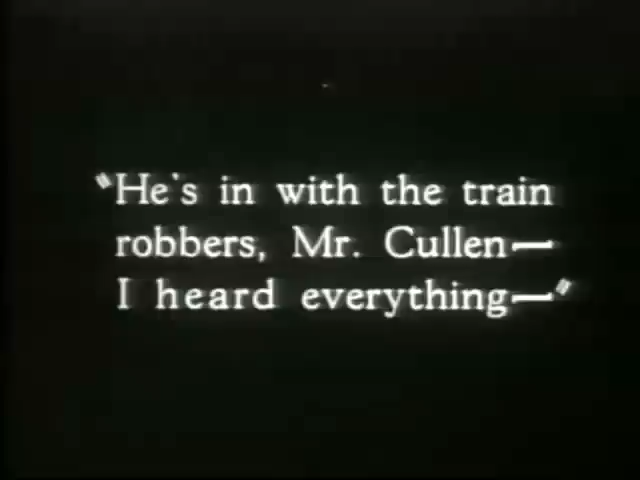 "He's in with the train
robbers, Mr. Cullen—
I heard everything—"